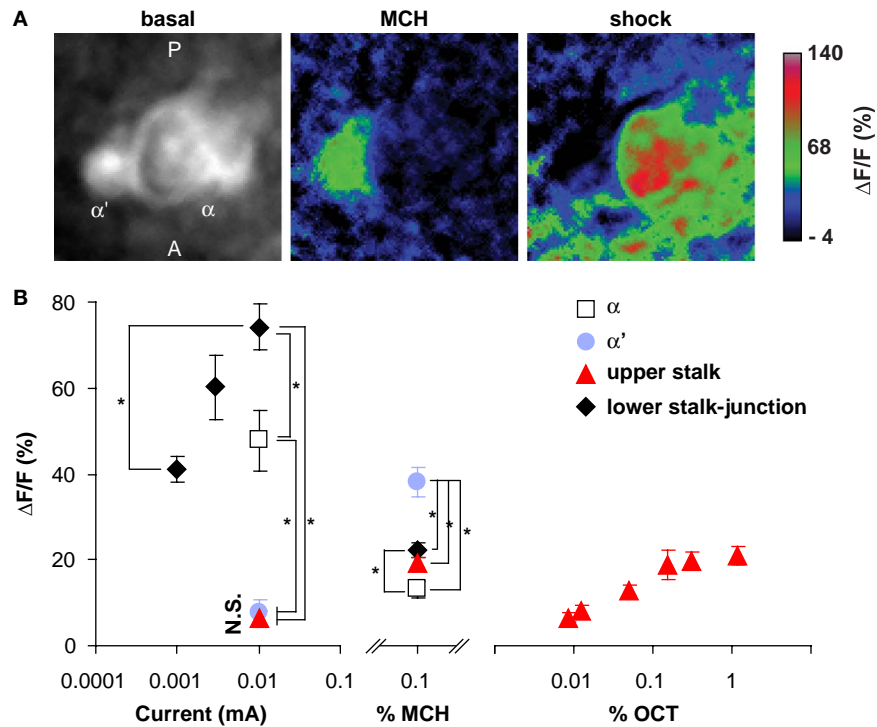 A
basal
MCH
shock
P
α'
α
A
140
68
- 4
ΔF/F (%)
B
80
60
40
20
0
ΔF/F (%)
*
*
*
*
N.S.
*
*
*
*
α
α'
upper stalk
lower stalk-junction
0.0001
0.001
0.01
0.1
0.1
0.01
0.1
1
Current (mA)
% MCH
% OCT